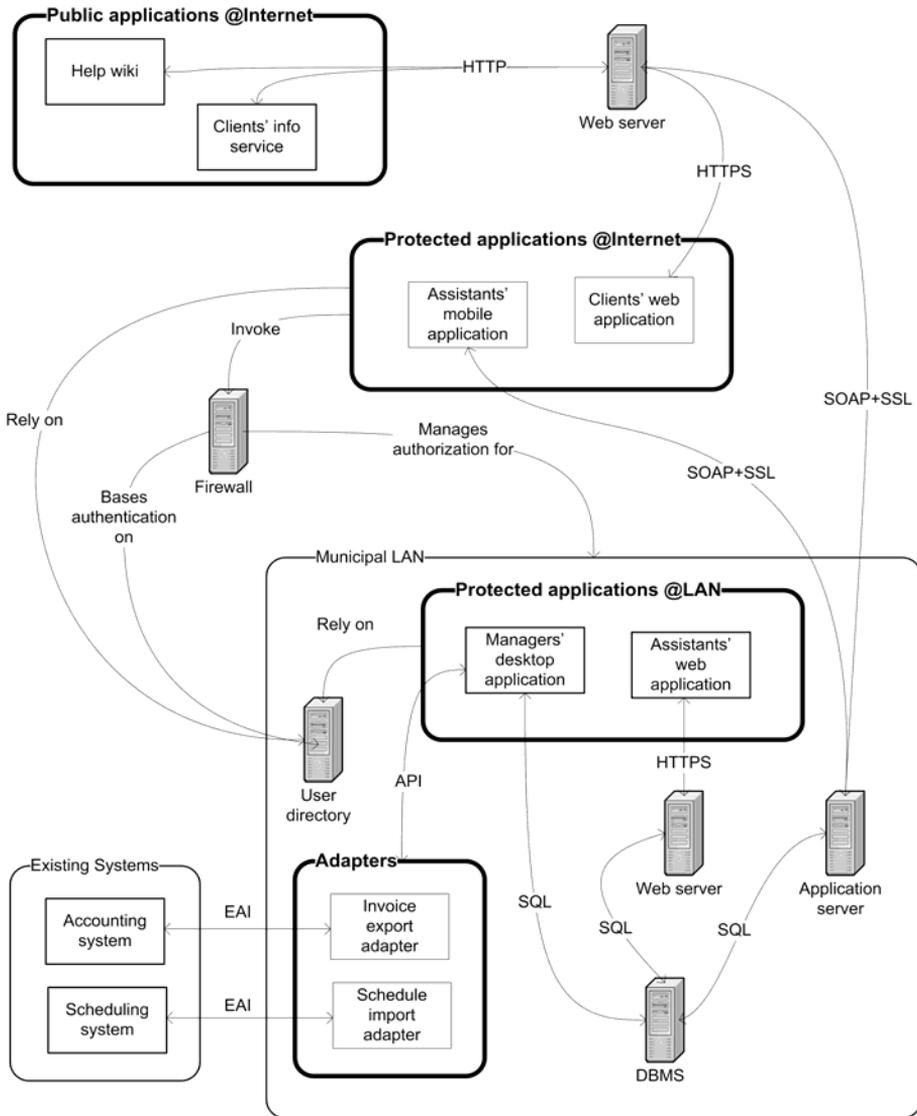 Public applications @Internet
Help wiki
HTTP
Clients' info
service
Web server
HTTPS
Protected applications @Internet
Assistants'
mobile
application
Clients' web
application
Invoke
Rely on
SOAP+SSL
Manages
authorization for
SOAP+SSL
Firewall
Bases
authentication
on
Municipal LAN
Protected applications @LAN
Rely on
Managers'
desktop
application
Assistants'
web
application
HTTPS
API
User
directory
Existing Systems
Adapters
Web server
Application
server
Accounting
system
EAI
Invoice
export
adapter
SQL
SQL
SQL
Scheduling
system
EAI
Schedule
import
adapter
DBMS